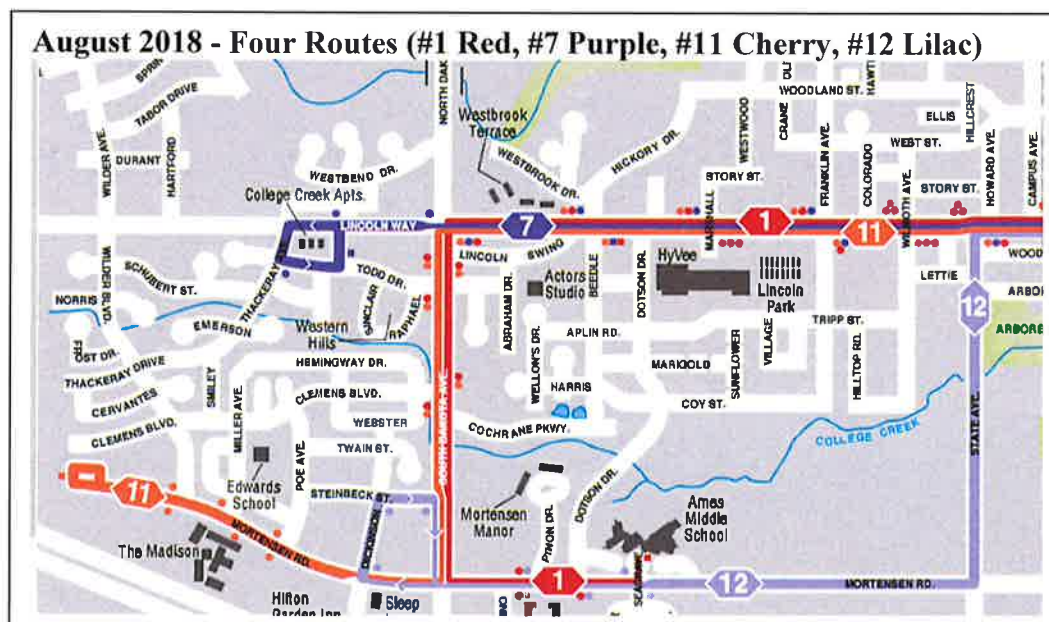 August 2018 - Four Routes (#1 Red, #7 Purple, #11 Cherry, #12 Lilac)
TABOR DRIVE
WILDER AVE.
DURANT
HARTFORD
WESTBEND DR.
College Creek Apts.
NORTH DAK
Westbrook
Terrace
WESTBROOK DR.
HICKORY DR.
WOODLAND ST.
WESTWOOD
CRANE
FRANKLIN AVE.
COLORADO
HAWT
ELLIS
WEST ST.
HILLCREST
HOWARD AVE.
CAMPUS AVE.
STORY ST.
STORY ST.
MARSHALL
WILMOTH AVE.
LINCOLN WAY
7
1
11
LINCOLN
SWING
BEEDLE
DOTSON DR.
HyVee
Lincoln
Park
LETTIE
WOOD
ARBOR
ARBORE
12
THACKERAY AVE.
TODD DR.
SINCLAIR
RAPHAEL
SCHUBERT ST.
WILDER BLVD.
NORRIS
EMERSON
Western
Hills
ABRAHAM DR.
Actors
Studio
APLIN RD.
TRIPP ST.
VILLAGE
SUNFLOWER
HILLTOP RD.
MARIGOLD
FROST DR.
THACKERAY DRIVE
HEMINGWAY DR.
SMILEY
CERVANTES
CLEMENS BLVD.
CLEMENS BLVD.
MILLER AVE.
WEBSTER
TWAIN ST.
POE AVE.
WELLON'S DR.
HARRIS
COY ST.
COCHRANE PKWY.
COLLEGE CREEK
STATE AVE.
SOUTH DAKOTA AVE.
Edwards
School
STEINBECK ST.
DICKINSON
11
MORTENSEN RD.
The Madison
Mortensen
Manor
PINON DR.
DOTSON DR.
Ames
Middle
School
1
12
MORTENSEN RD.
Hilton
Garden Inn
Sleep